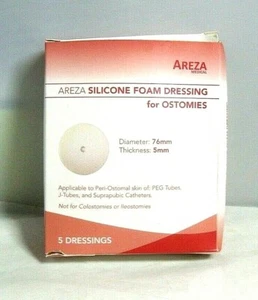 AREZA
MEDICAL
AREZA SILICONE FOAM DRESSING
for OSTOMIES
Diameter: 76mm
Thickness: 5mm
Applicable to Peri-Ostomal skin of: PEG Tubes,
J-Tubes, and Suprapubic Catheters.
Not for Colostomies or Ileostomies
5 DRESSINGS